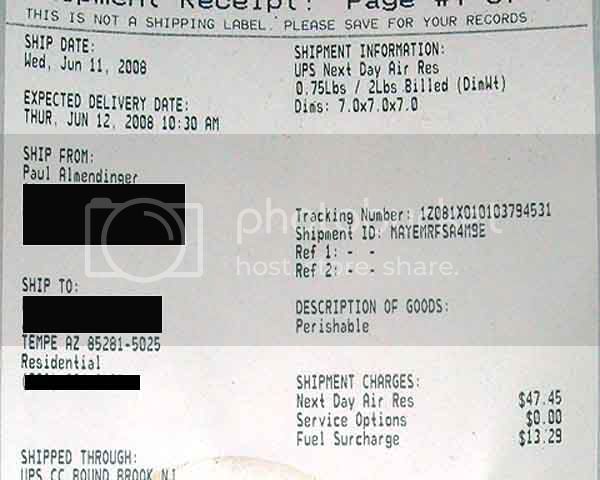 Shipment Receipt: Page #1 of
THIS IS NOT A SHIPPING LABEL. PLEASE SAVE FOR YOUR RECORDS
SHIP DATE:
Wed, Jun 11, 2008
EXPECTED DELIVERY DATE:
THUR, JUN 12, 2008 10:30 AM
SHIPMENT INFORMATION:
UPS Next Day Air Res
0.75Lbs / 2Lbs Billed (DimWt)
Dims: 7.0x7.0x7.0
SHIP FROM:
Paul Almendinger
Tracking Number: 1Z081X010103794531
Shipment ID: MAYEMRFSA4M9E
Ref 1: - -
Ref 2: - -
photobucket
host. more. share.
SHIP TO:
TEMPE AZ 85281-5025
Residential
DESCRIPTION OF GOODS:
Perishable
SHIPMENT CHARGES:
Next Day Air Res $47.45
Service Options $0.00
Fuel Surcharge $13.29
SHIPPED THROUGH:
UPS CC BOUND BROOK NJ